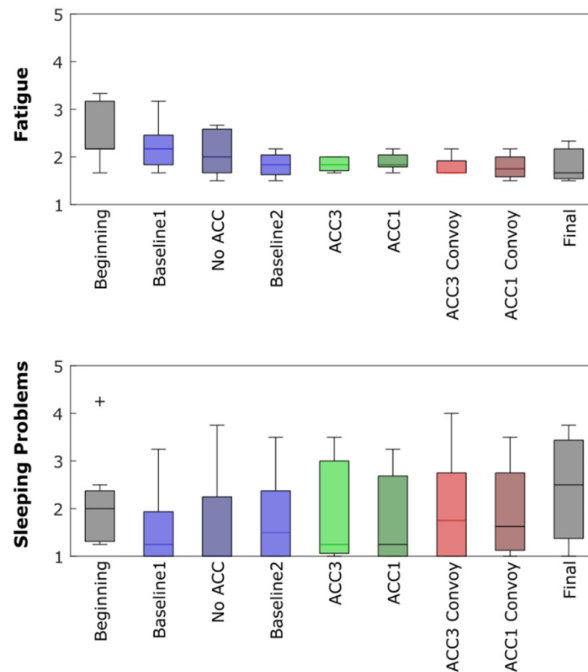 Fatigue
5
4
3
2
1
Beginning
Baseline1
No ACC
Baseline2
ACC3
ACC1
ACC3 Convoy
ACC1 Convoy
Final
Sleeping Problems
5
4
3
2
1
Beginning
Baseline1
No ACC
Baseline2
ACC3
ACC1
ACC3 Convoy
ACC1 Convoy
Final